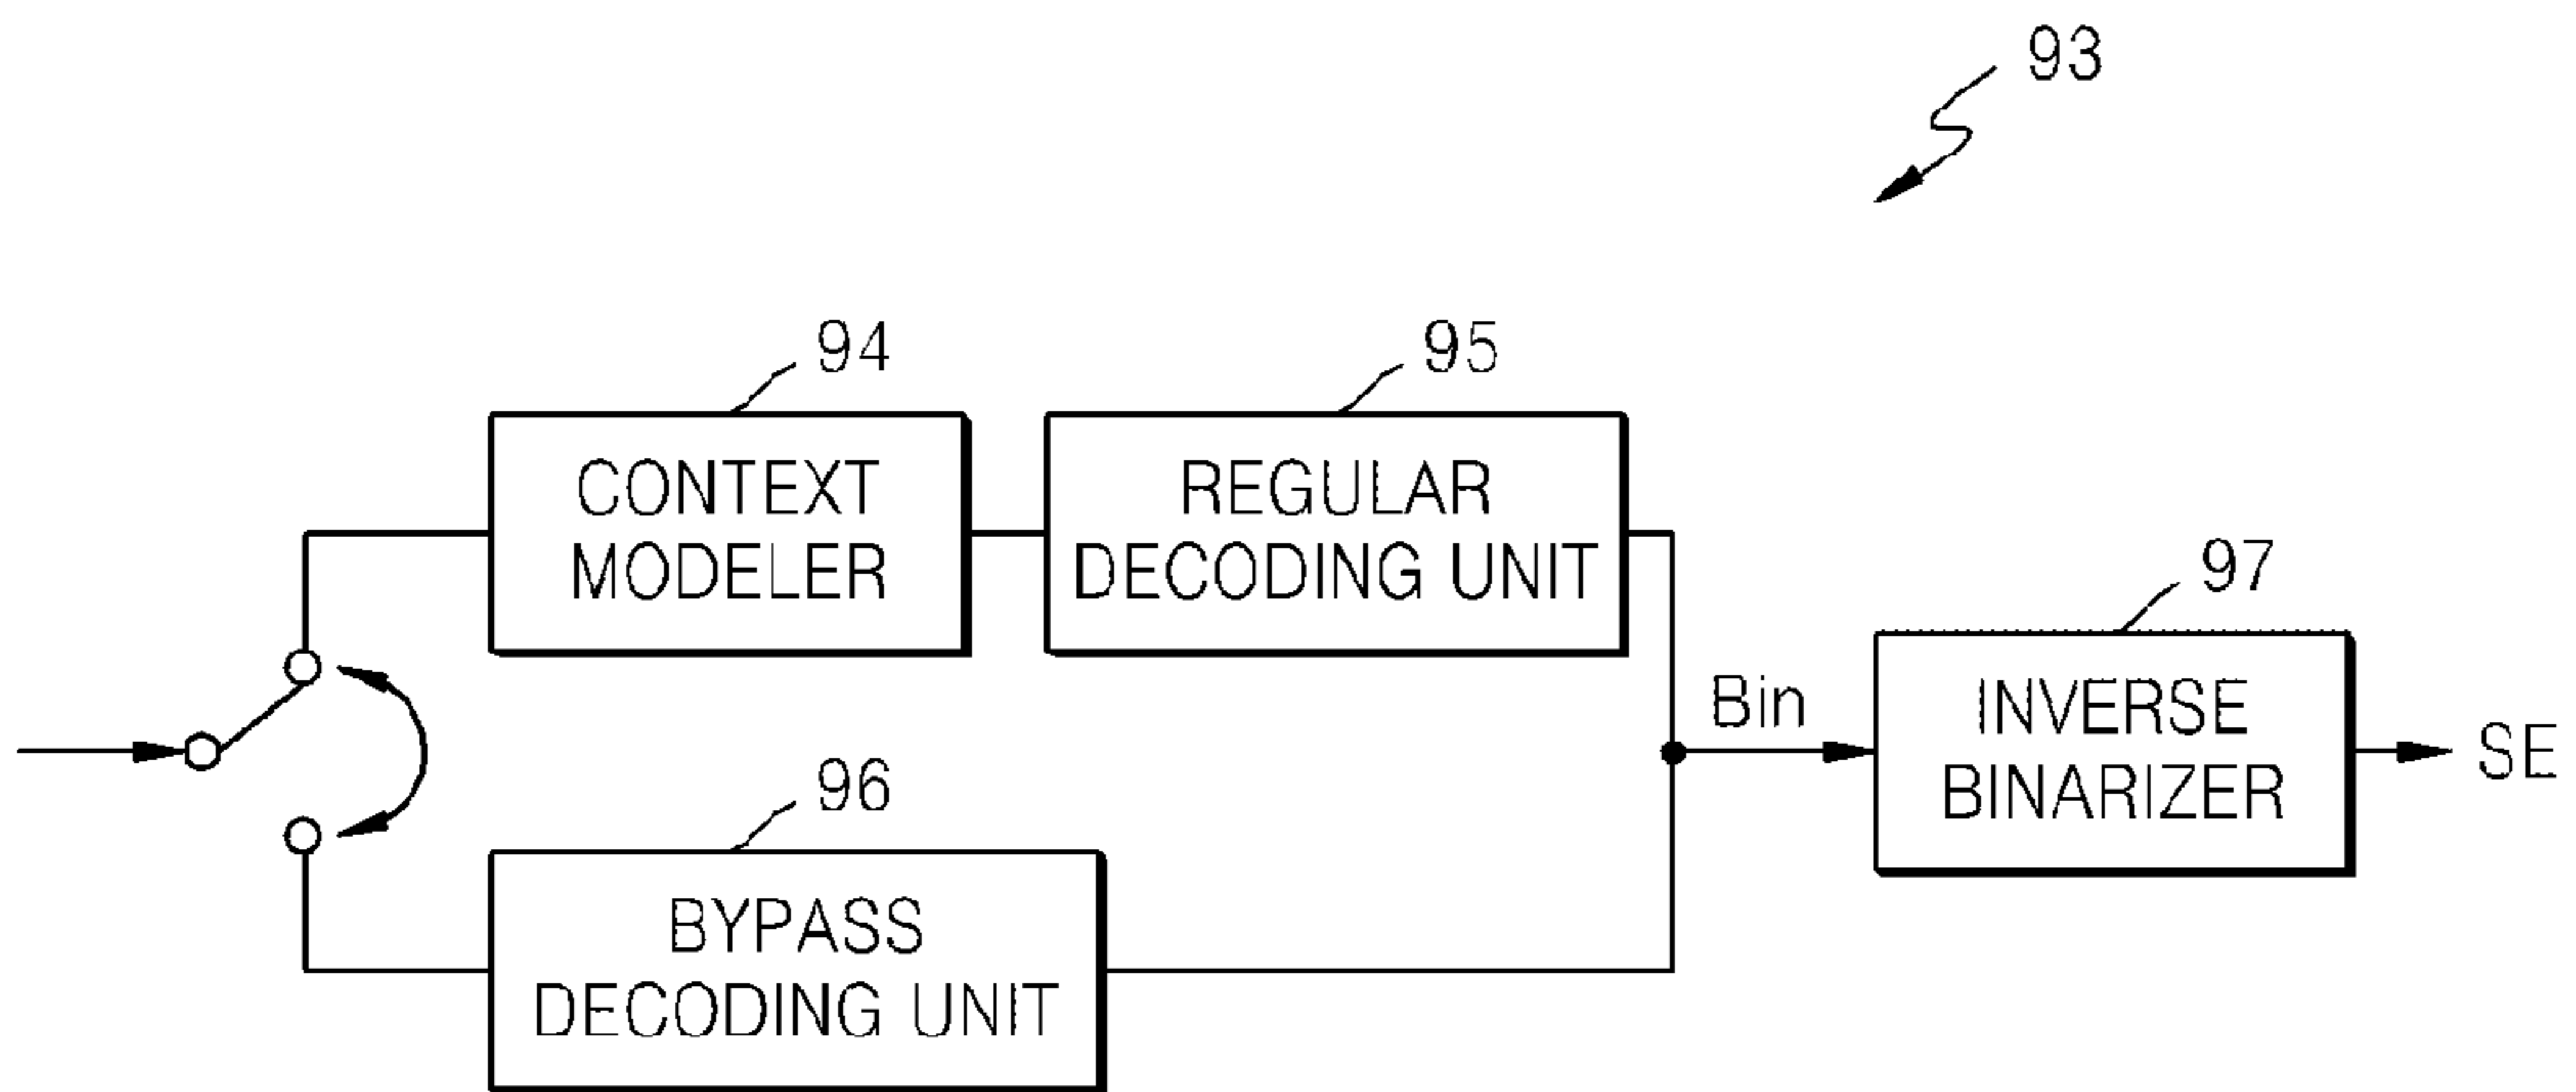 93
94
95
CONTEXT
MODELER
REGULAR
DECODING UNIT
97
Bin
INVERSE
BINARIZER
SE
96
BYPASS
DECODING UNIT